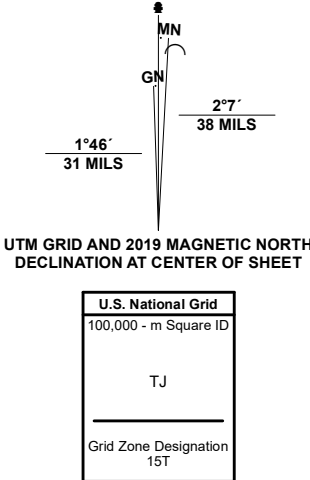 MN
GN
2°7´
38 MILS
1°46´
31 MILS
UTM GRID AND 2019 MAGNETIC NORTH
DECLINATION AT CENTER OF SHEET
U.S. National Grid
100,000 - m Square ID
TJ
Grid Zone Designation
15T